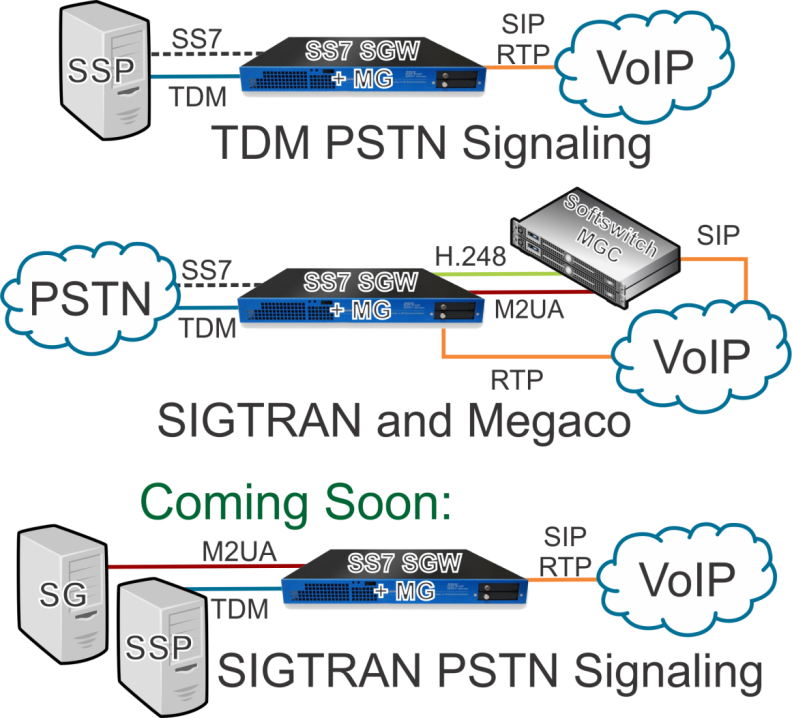 SS7
SSP
TDM
SS7 SGW
+ MG
SIP
RTP
VoIP
TDM PSTN Signaling
PSTN
SS7
TDM
SS7 SGW
+ MG
H.248
M2UA
Softswitch
MGC
SIP
RTP
VoIP
SIGTRAN and Megaco
Coming Soon:
SG
M2UA
SSP
TDM
SS7 SGW
+ MG
SIP
RTP
VoIP
SIGTRAN PSTN Signaling